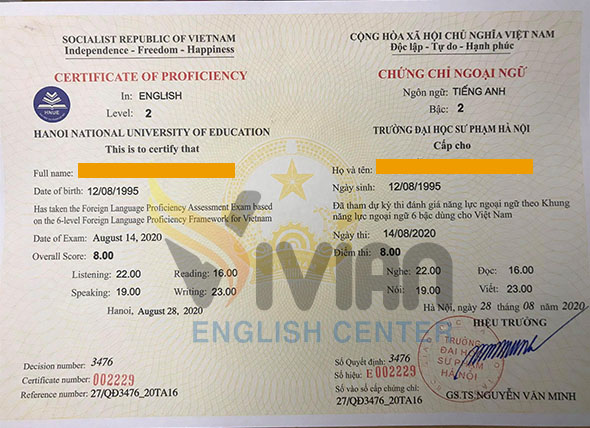 SOCIALIST REPUBLIC OF VIETNAM
Independence - Freedom - Happiness
CERTIFICATE OF PROFICIENCY
In: ENGLISH
Level: 2
HNUE
HANOI NATIONAL UNIVERSITY OF EDUCATION
This is to certify that
Full name:
Date of birth: 12/08/1995
Has taken the Foreign Language Proficiency Assessment Exam based
on the 6-level Foreign Language Proficiency Framework for Vietnam
Date of Exam: August 14, 2020
Overall Score: 8.00
Listening: 22.00 Reading: 16.00
Speaking: 19.00 Writing: 23.00
Hanoi, August 28, 2020
Decision number: 3476
Certificate number: 002229
Reference number: 27/QĐ3476_20TA16
CỘNG HÒA XÃ HỘI CHỦ NGHĨA VIỆT NAM
Độc lập - Tự do - Hạnh phúc
CHỨNG CHỈ NGOẠI NGỮ
Ngôn ngữ: TIẾNG ANH
Bậc: 2
TRƯỜNG ĐẠI HỌC SƯ PHẠM HÀ NỘI
Cấp cho
Họ và tên:
Ngày sinh: 12/08/1995
Đã tham dự kỳ thi đánh giá năng lực ngoại ngữ theo Khung
năng lực ngoại ngữ 6 bậc dùng cho Việt Nam
Ngày thi: 14/08/2020
Điểm thi: 8.00
Nghe: 22.00 Đọc: 16.00
Nói: 19.00 Viết: 23.00
Hà Nội, ngày 28 tháng 08 năm 2020
HIỆU TRƯỞNG
TRƯỜNG
ĐẠI HỌC
SƯ PHẠM
HÀ NỘI
Số Quyết định: 3476
Số hiệu: E 002229
Số vào sổ cấp chứng chỉ:
27/QĐ3476_20TA16
GS.TS.NGUYỄN VĂN MINH
VIVIAN
ENGLISH CENTER